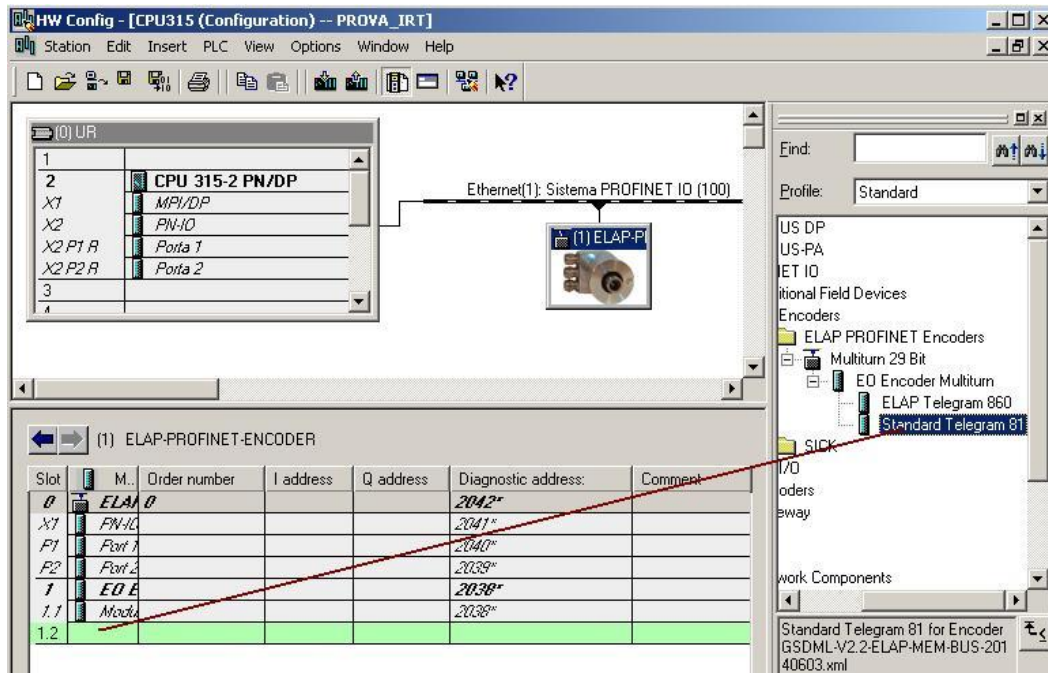 HW Config - [CPU315 (Configuration) -- PROVA_IRT]
Station Edit Insert PLC View Options Window Help
(0) UR
1
2 CPU 315-2 PN/DP
X1 MPI/DP
X2 PN-IO
X2 P1 R Porta 1
X2 P2 R Porta 2
3
4
Ethernet(1): Sistema PROFINET IO (100)
(1) ELAP-P
Find:
Profile: Standard
US DP
US-PA
IET IO
itional Field Devices
Encoders
ELAP PROFINET Encoders
Multiturn 29 Bit
EO Encoder Multiturn
ELAP Telegram 860
Standard Telegram 81
SICK
I/O
oders
eway
work Components
Standard Telegram 81 for Encoder
GSDML-V2.2-ELAP-MEM-BUS-201
40603.xml
(1) ELAP-PROFINET-ENCODER
Slot M.. Order number I address Q address Diagnostic address: Comment
0 ELAP 0 2042*
X1 PN-IO 2041*
P1 Port 1 2040*
P2 Port 2 2039*
1 EO E 2038*
1.1 Modu 2038*
1.2